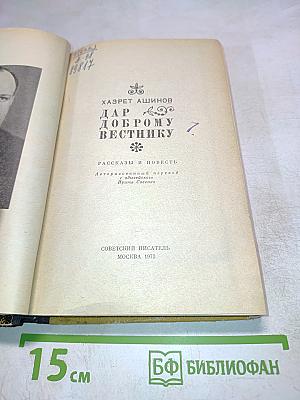 ХАЗРЕТ АШИНОВ
ДАР
ДОБРОМУ
ВЕСТНИКУ
РАССКАЗЫ И ПОВЕСТЬ
Авторизованный перевод
с адыгейского
СОВЕТСКИЙ ПИСАТЕЛЬ
МОСКВА 1973
15 см
БФ БИБЛИОФАН